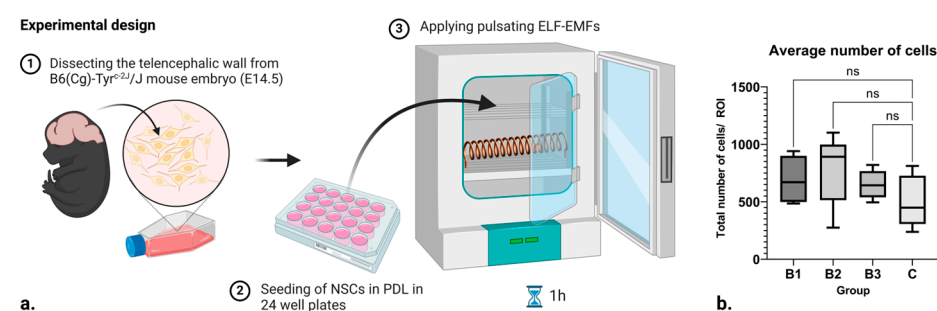 Experimental design
1 Dissecting the telencephalic wall from
B6(Cg)-Tyrc-2J/J mouse embryo (E14.5)
2 Seeding of NSCs in PDL in
24 well plates
3 Applying pulsating ELF-EMFs
1h
a.
Average number of cells
ns
ns
ns
Total number of cells/ ROI
1500
1000
500
0
B1 B2 B3 C
Group
b.